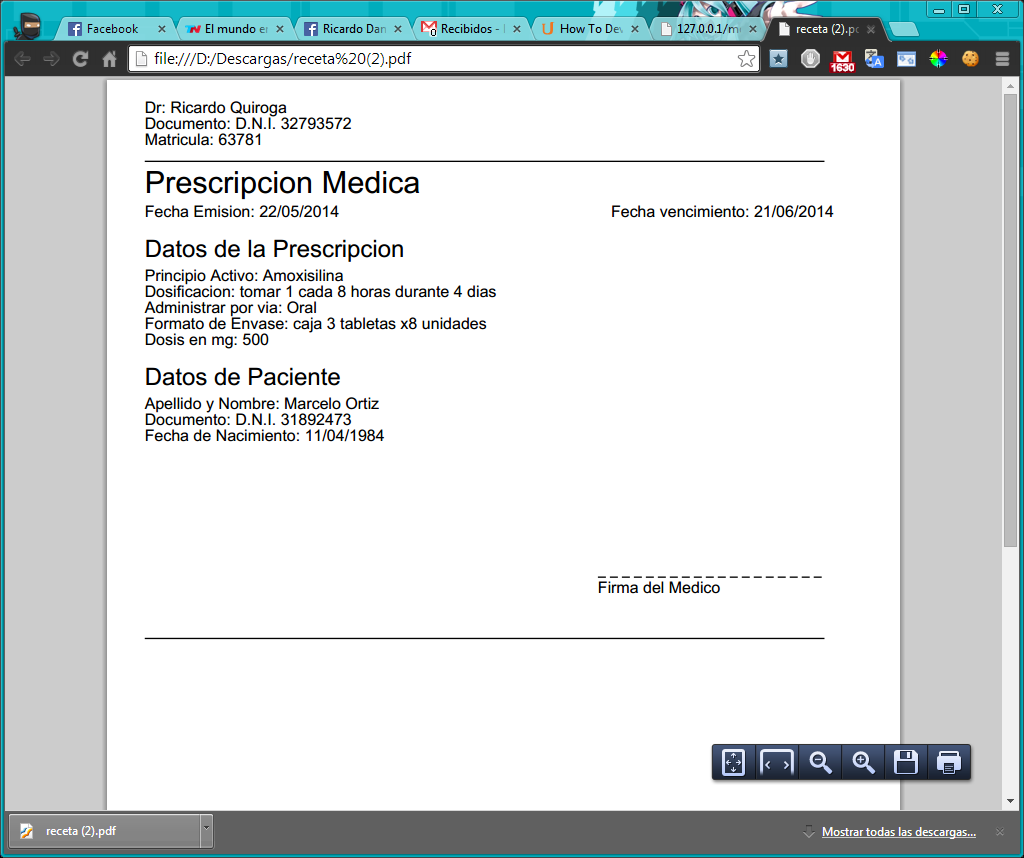 Facebook
El mundo e
Ricardo Dan
Recibidos -
How To Dev
127.0.0.1/m
receta (2).p
file:///D:/Descargas/receta%20(2).pdf
1630
Dr: Ricardo Quiroga
Documento: D.N.I. 32793572
Matricula: 63781
Prescripcion Medica
Fecha Emision: 22/05/2014 Fecha vencimiento: 21/06/2014
Datos de la Prescripcion
Principio Activo: Amoxisilina
Dosificacion: tomar 1 cada 8 horas durante 4 dias
Administrar por via: Oral
Formato de Envase: caja 3 tabletas x8 unidades
Dosis en mg: 500
Datos de Paciente
Apellido y Nombre: Marcelo Ortiz
Documento: D.N.I. 31892473
Fecha de Nacimiento: 11/04/1984
Firma del Medico
receta (2).pdf
Mostrar todas las descargas...